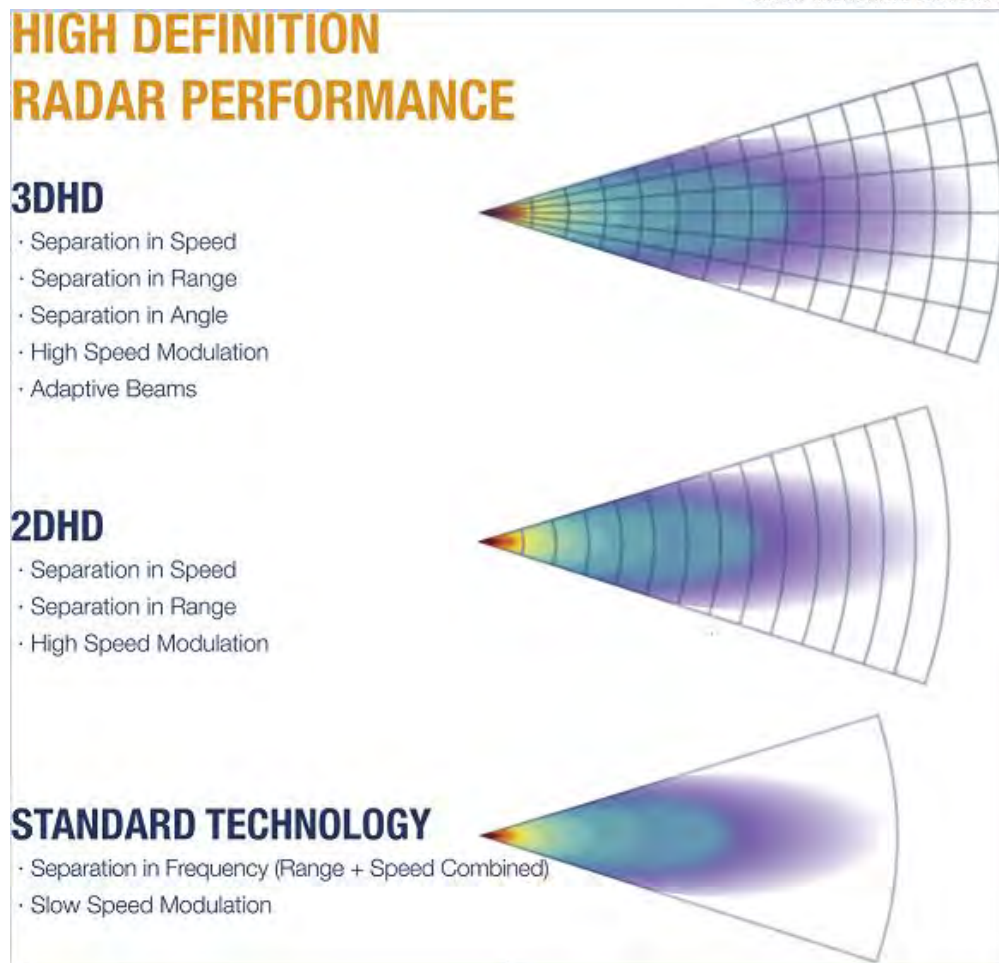 HIGH DEFINITION
RADAR PERFORMANCE
3DHD
· Separation in Speed
· Separation in Range
· Separation in Angle
· High Speed Modulation
· Adaptive Beams
2DHD
· Separation in Speed
· Separation in Range
· High Speed Modulation
STANDARD TECHNOLOGY
· Separation in Frequency (Range + Speed Combined)
· Slow Speed Modulation